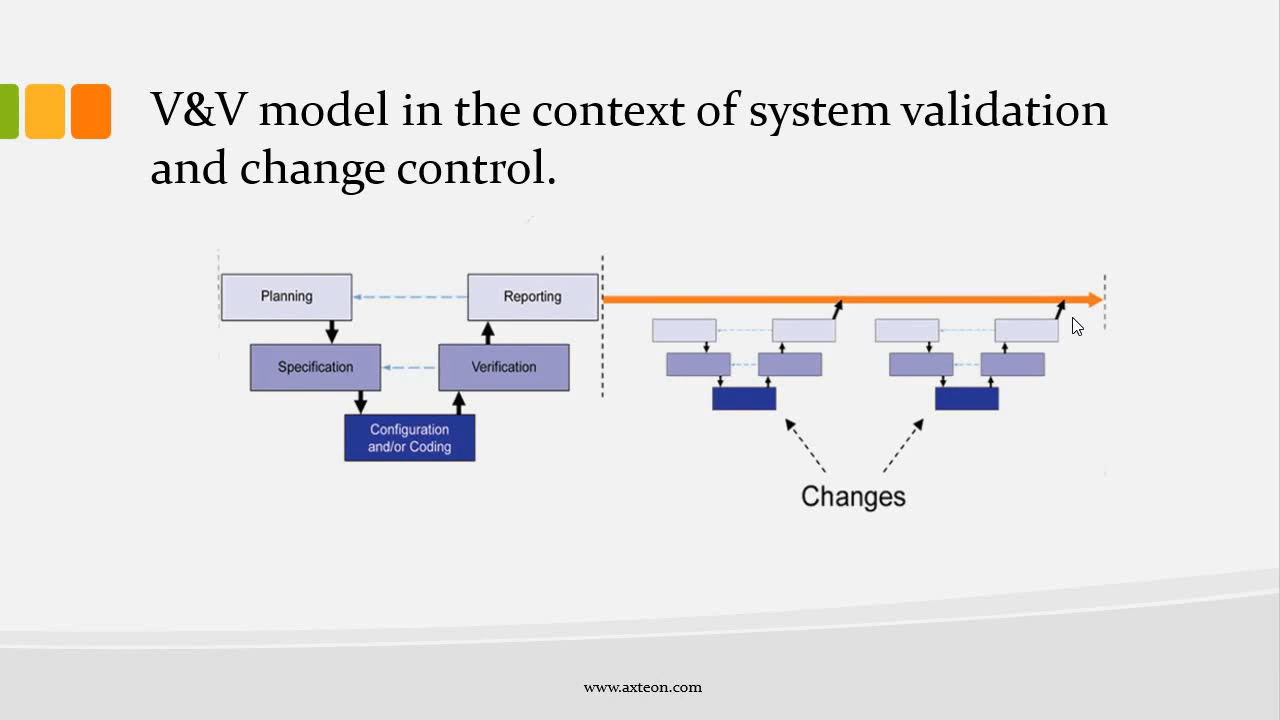 V&V model in the context of system validation
and change control.
Planning
Reporting
Specification
Verification
Configuration
and/or Coding
Changes
www.axteon.com